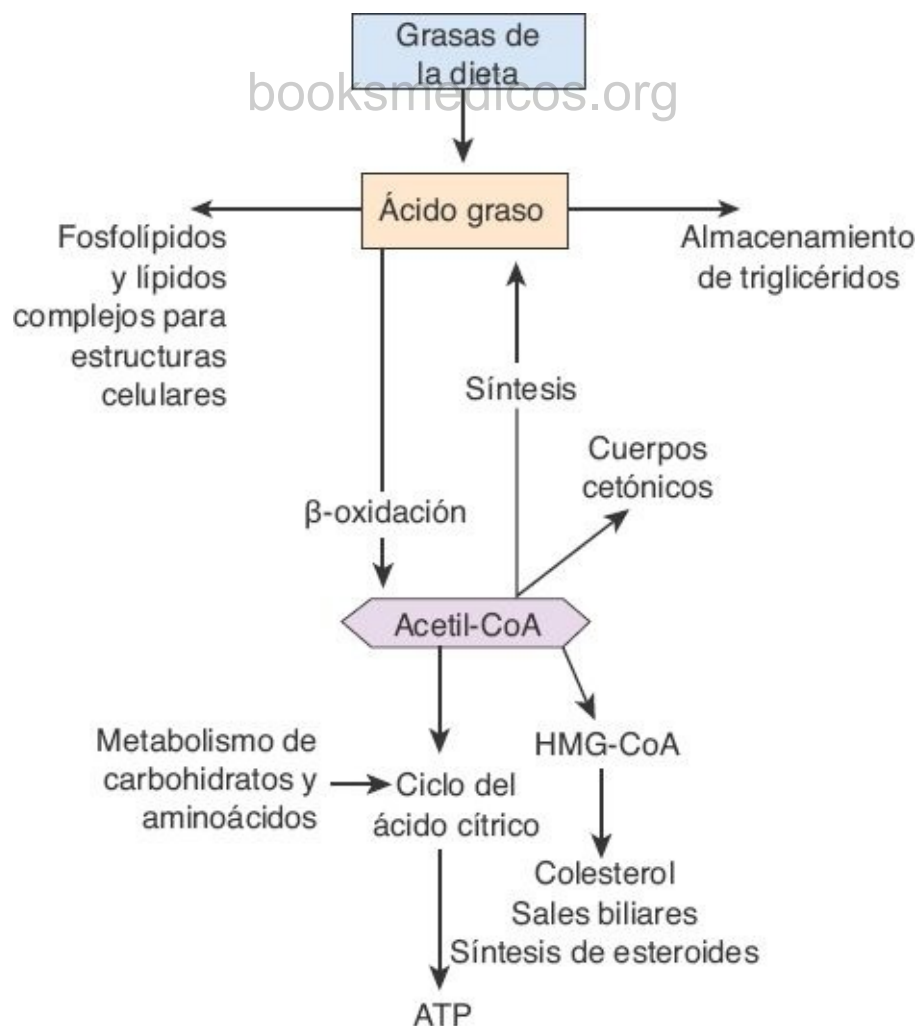 Grasas de
la dieta
booksmedicos.org
Ácido graso
Fosfolípidos
y lípidos
complejos para
estructuras
celulares
Almacenamiento
de triglicéridos
Síntesis
Cuerpos
cetónicos
β-oxidación
Acetil-CoA
Metabolismo de
carbohidratos y
aminoácidos
Ciclo del
ácido cítrico
HMG-CoA
Colesterol
Sales biliares
Síntesis de esteroides
ATP